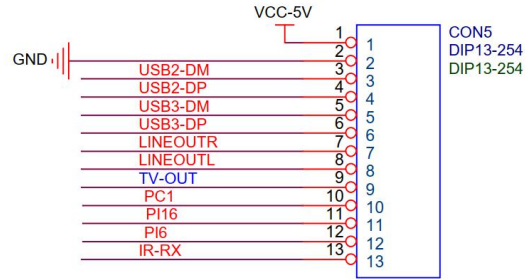 VCC-5V
CON5
DIP13-254
DIP13-254
1 1
GND 2 2
USB2-DM 3 3
USB2-DP 4 4
USB3-DM 5 5
USB3-DP 6 6
LINEOUTR 7 7
LINEOUTL 8 8
TV-OUT 9 9
PC1 10 10
PI16 11 11
PI6 12 12
IR-RX 13 13